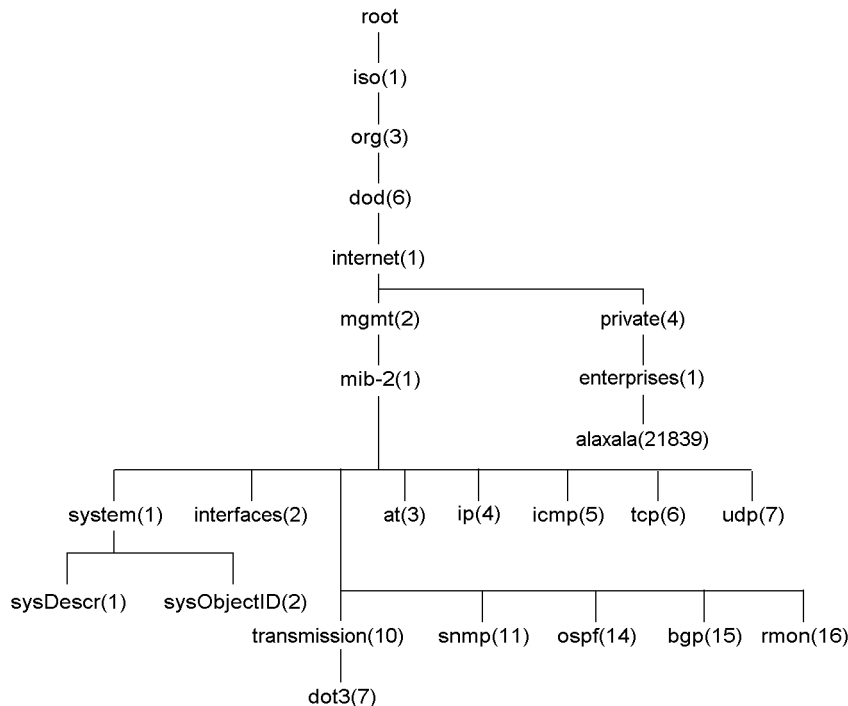 root
iso(1)
org(3)
dod(6)
internet(1)
mgmt(2) private(4)
mib-2(1) enterprises(1)
alaxala(21839)
system(1) interfaces(2) at(3) ip(4) icmp(5) tcp(6) udp(7)
sysDescr(1) sysObjectID(2)
transmission(10) snmp(11) ospf(14) bgp(15) rmon(16)
dot3(7)